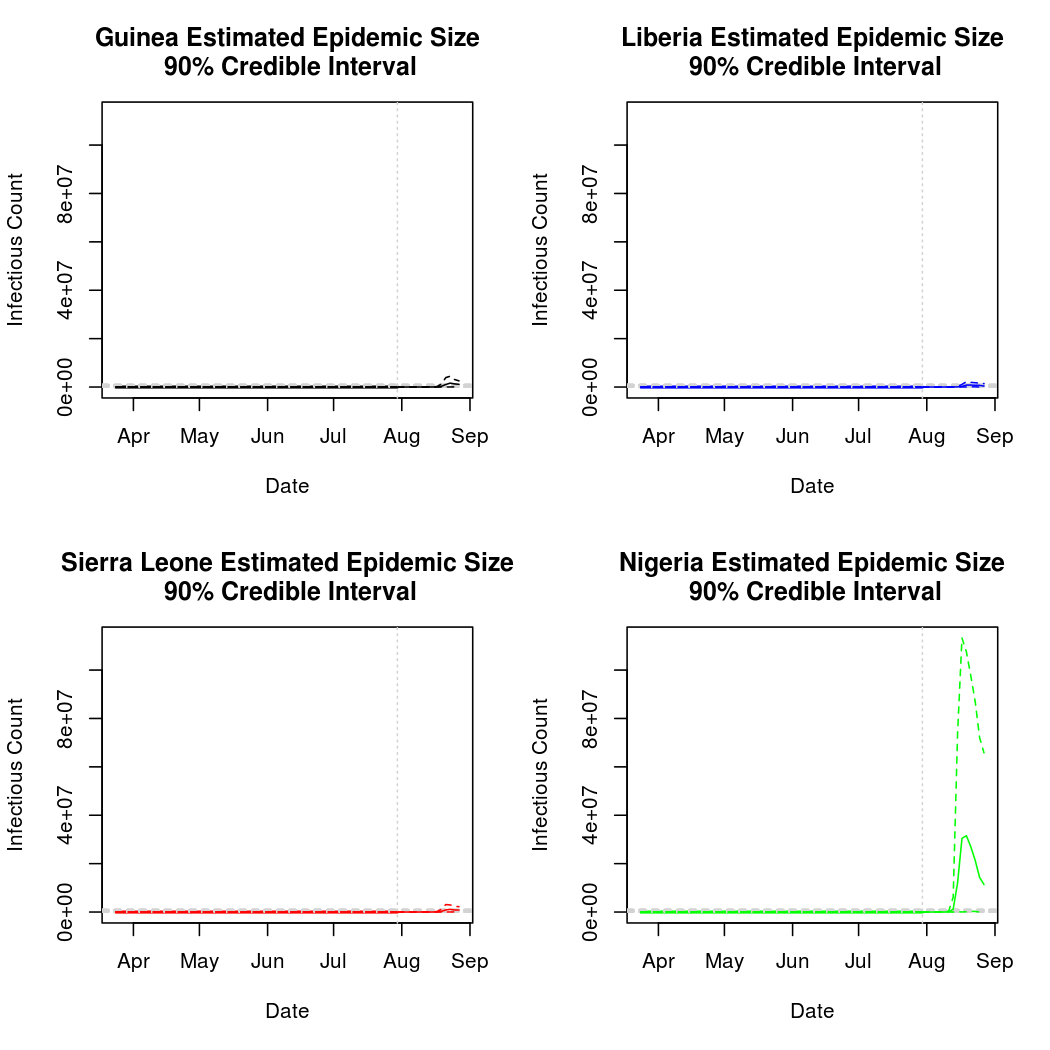 Guinea Estimated Epidemic Size
90% Credible Interval
Infectious Count
8e+07
4e+07
0e+00
Apr May Jun Jul Aug Sep
Date
Liberia Estimated Epidemic Size
90% Credible Interval
Infectious Count
8e+07
4e+07
0e+00
Apr May Jun Jul Aug Sep
Date
Sierra Leone Estimated Epidemic Size
90% Credible Interval
Infectious Count
8e+07
4e+07
0e+00
Apr May Jun Jul Aug Sep
Date
Nigeria Estimated Epidemic Size
90% Credible Interval
Infectious Count
8e+07
4e+07
0e+00
Apr May Jun Jul Aug Sep
Date